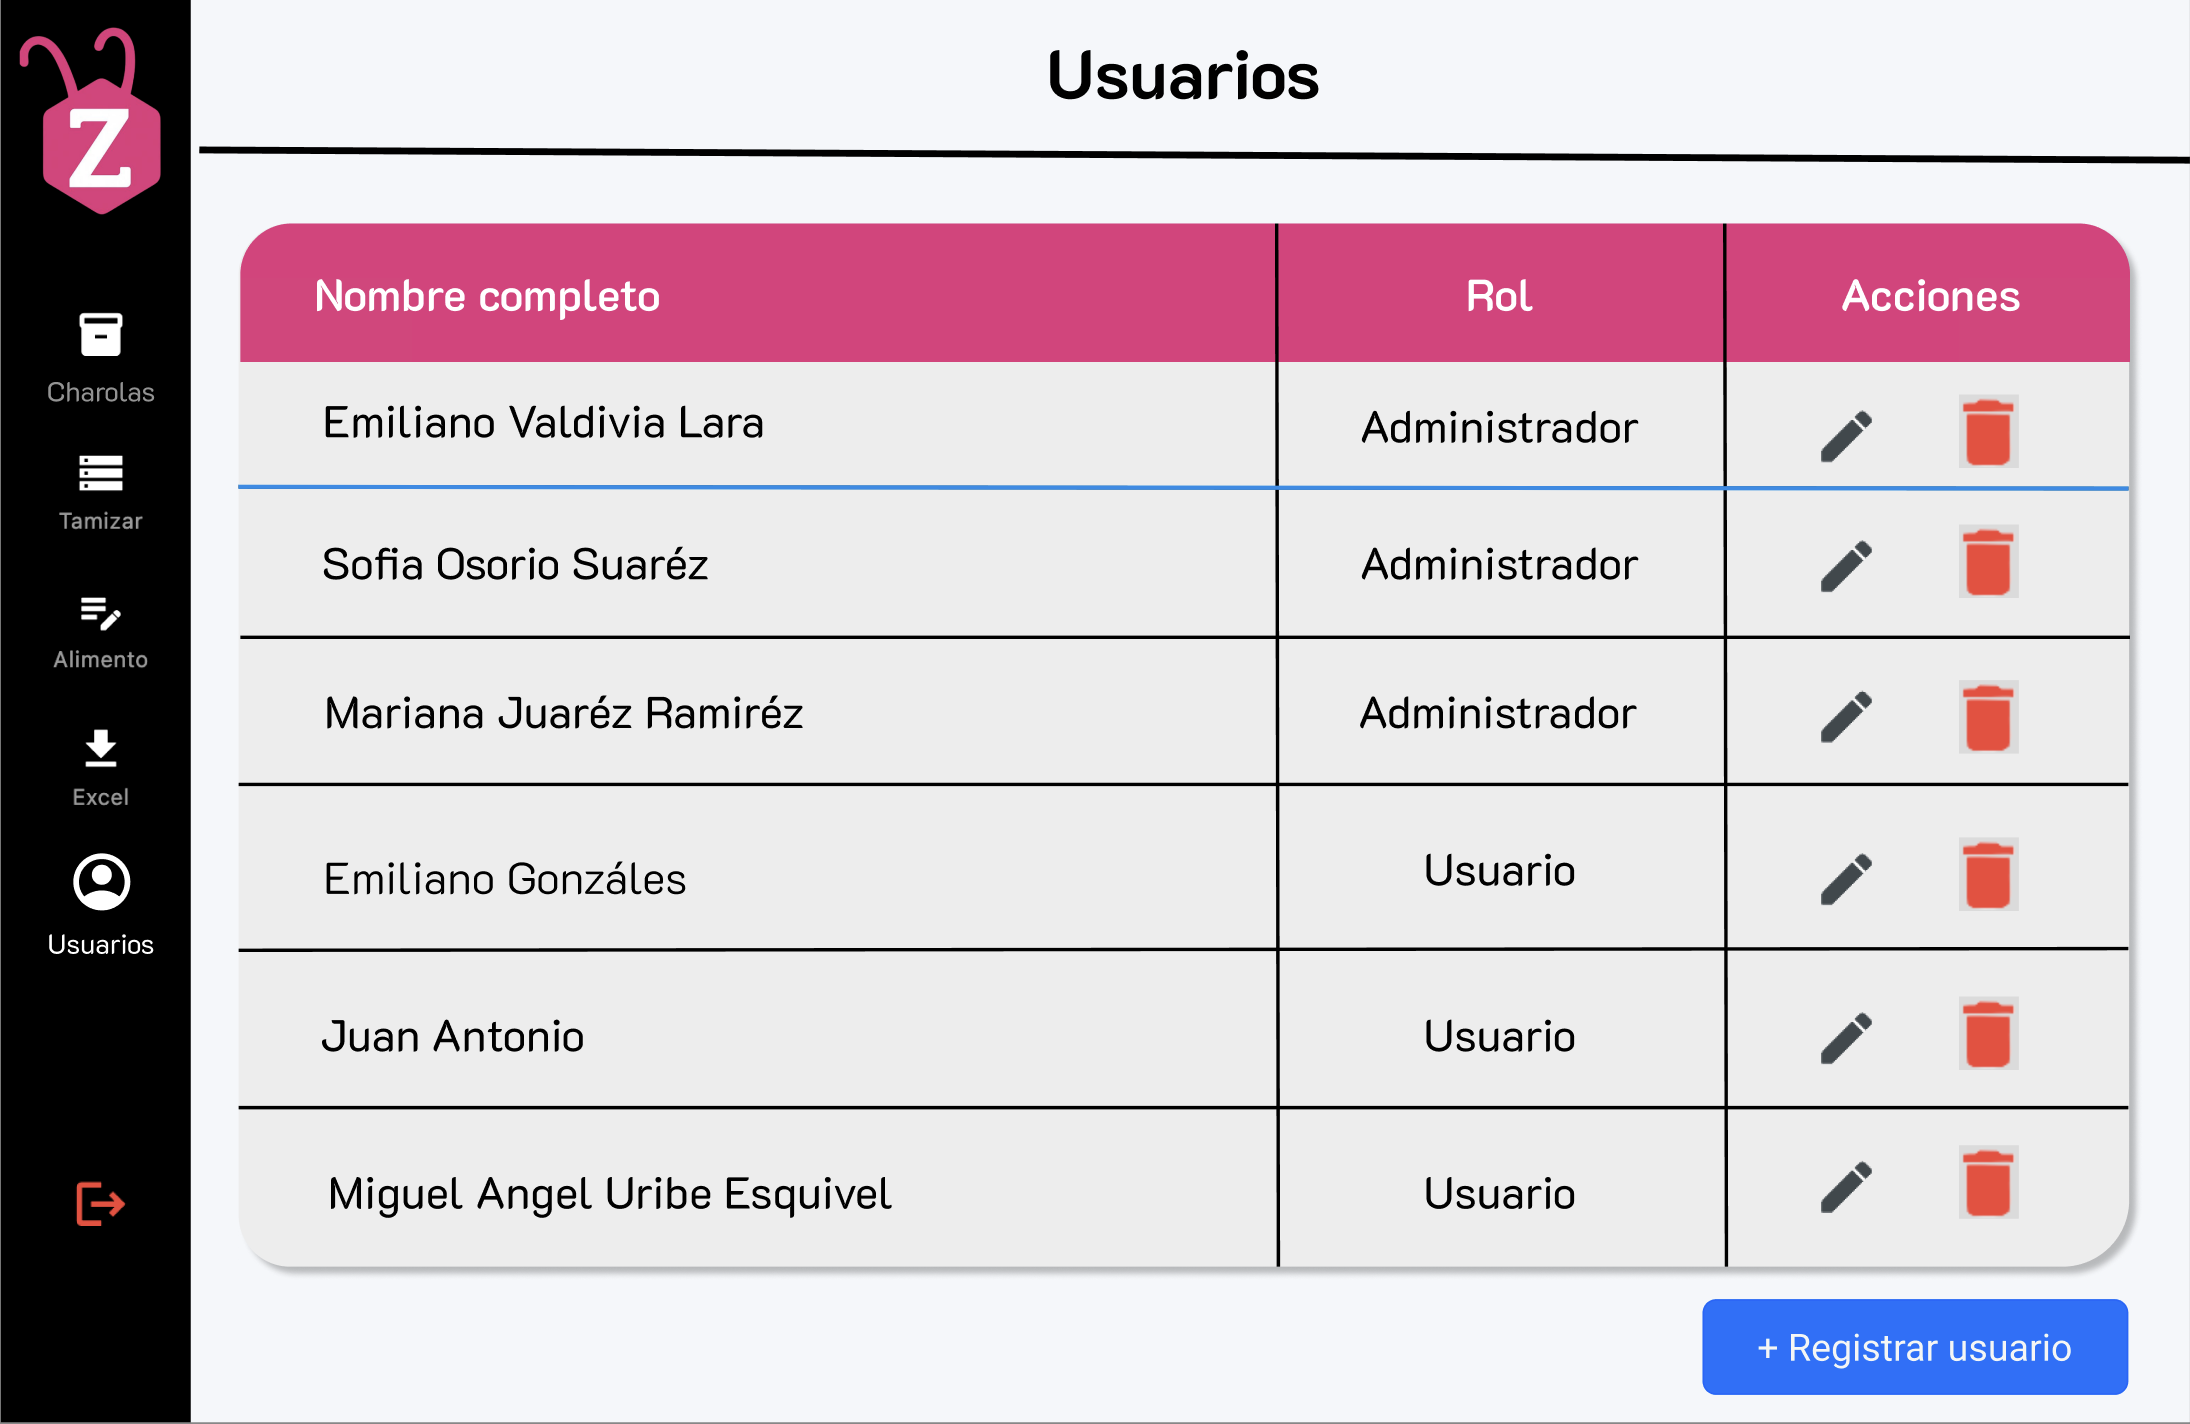 Z
Charolas
Tamizar
Alimento
Excel
Usuarios
Usuarios
Nombre completo Rol Acciones
Emiliano Valdivia Lara Administrador
Sofia Osorio Suaréz Administrador
Mariana Juaréz Ramiréz Administrador
Emiliano Gonzáles Usuario
Juan Antonio Usuario
Miguel Angel Uribe Esquivel Usuario
+ Registrar usuario